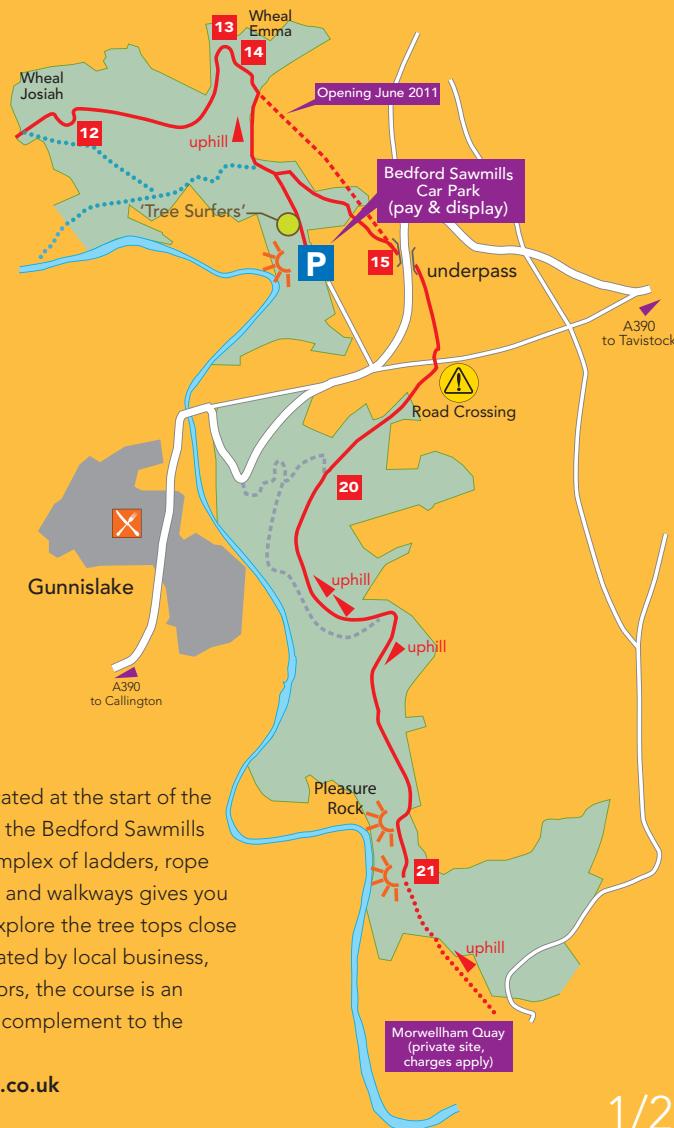 13
Wheal
Emma
14
Wheal
Josiah
Opening June 2011
12
uphill
Bedford Sawmills
Car Park
(pay & display)
'Tree Surfers'
P
15
underpass
A390
to Tavistock
Road Crossing
20
uphill
Gunnislake
uphill
A390
to Callington
Pleasure
Rock
21
uphill
Morwellham Quay
(private site,
charges apply)
ated at the start of the
the Bedford Sawmills
mplex of ladders, rope
and walkways gives you
xplore the tree tops close
ated by local business,
ors, the course is an
complement to the
.co.uk
1/2